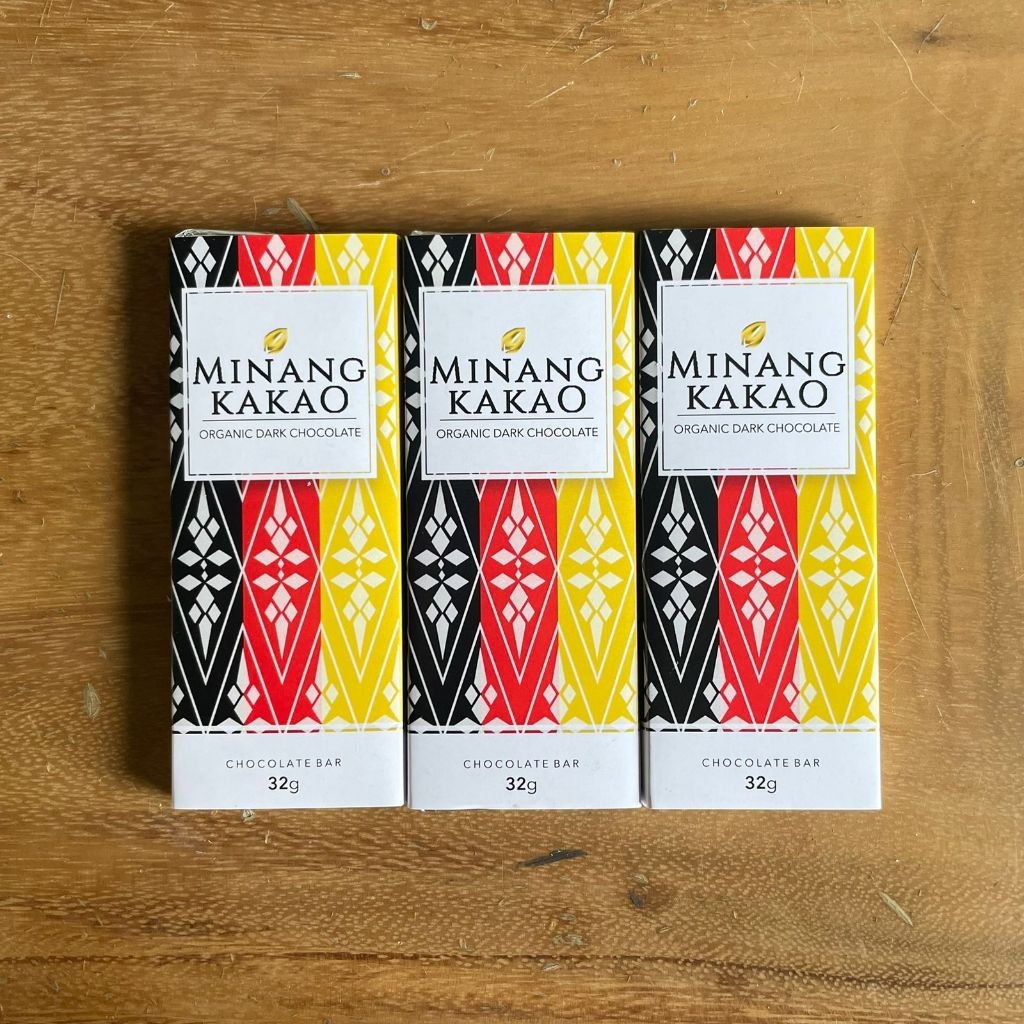 MINANG
KAKAO
ORGANIC DARK CHOCOLATE
CHOCOLATE BAR
32g
MINANG
KAKAO
ORGANIC DARK CHOCOLATE
CHOCOLATE BAR
32g
MINANG
KAKAO
ORGANIC DARK CHOCOLATE
CHOCOLATE BAR
32g